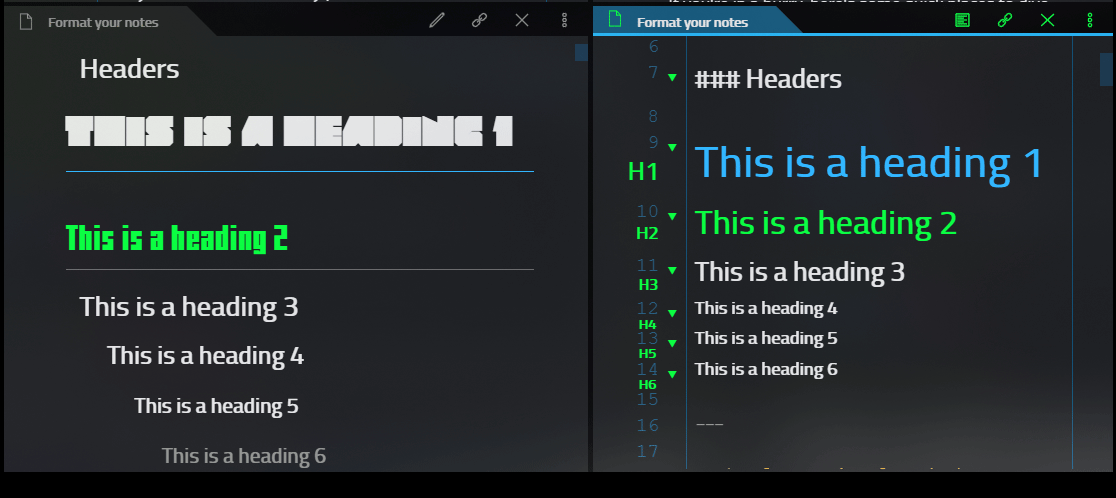 Format your notes
Headers
THIS IS A HEADING 1
This is a heading 2
This is a heading 3
This is a heading 4
This is a heading 5
This is a heading 6
Format your notes
6
7 ### Headers
8
9
H1 This is a heading 1
10
H2 This is a heading 2
11
H3 This is a heading 3
12
H4 This is a heading 4
13
H5 This is a heading 5
14
H6 This is a heading 6
15
16 ---
17